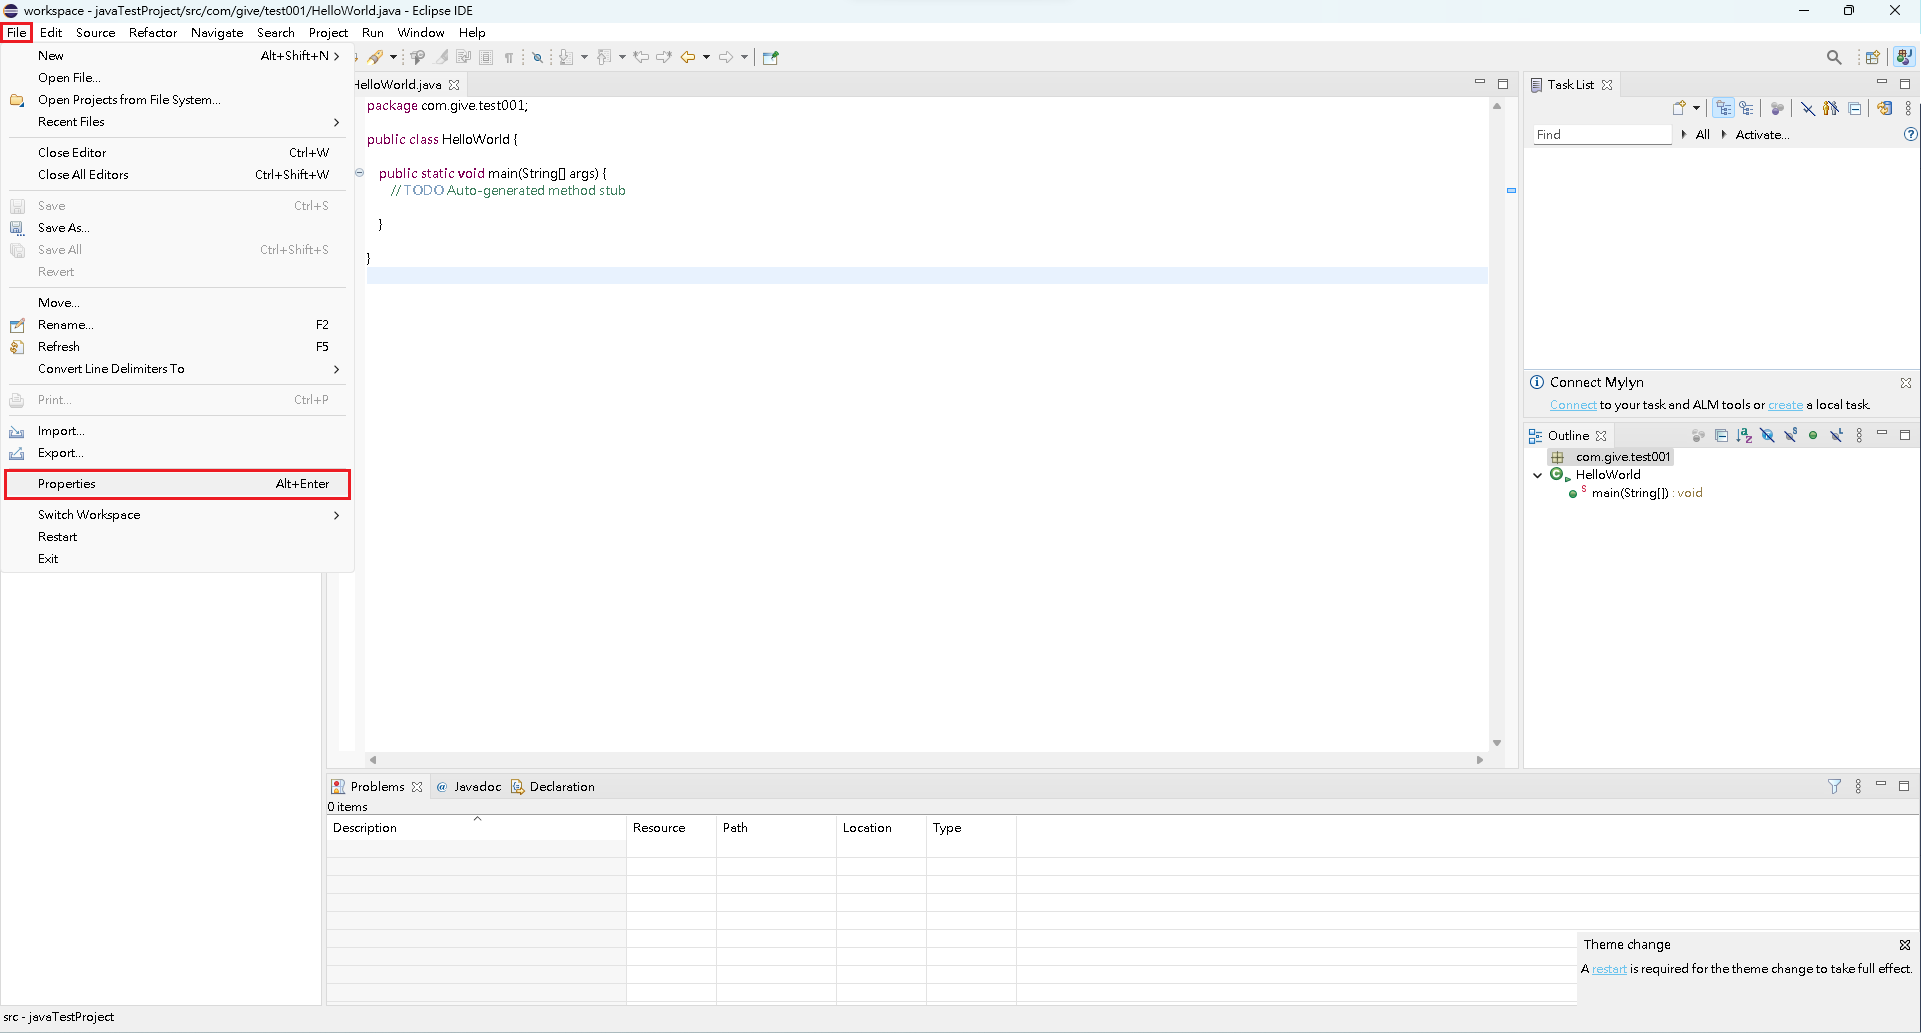 workspace - javaTestProject/src/com/give/test001/HelloWorld.java - Eclipse IDE
File Edit Source Refactor Navigate Search Project Run Window Help
New Alt+Shift+N
Open File...
Open Projects from File System...
Recent Files
Close Editor Ctrl+W
Close All Editors Ctrl+Shift+W
Save Ctrl+S
Save As...
Save All Ctrl+Shift+S
Revert
Move...
Rename... F2
Refresh F5
Convert Line Delimiters To
Print... Ctrl+P
Import...
Export...
Properties Alt+Enter
Switch Workspace
Restart
Exit
HelloWorld.java
package com.give.test001;
public class HelloWorld {
public static void main(String[] args) {
// TODO Auto-generated method stub
}
}
Task List
Find All Activate...
Connect Mylyn
Connect to your task and ALM tools or create a local task.
Outline
com.give.test001
HelloWorld
main(String[]) : void
Problems Javadoc Declaration
0 items
Description Resource Path Location Type
Theme change
A restart is required for the theme change to take full effect.
src - javaTestProject